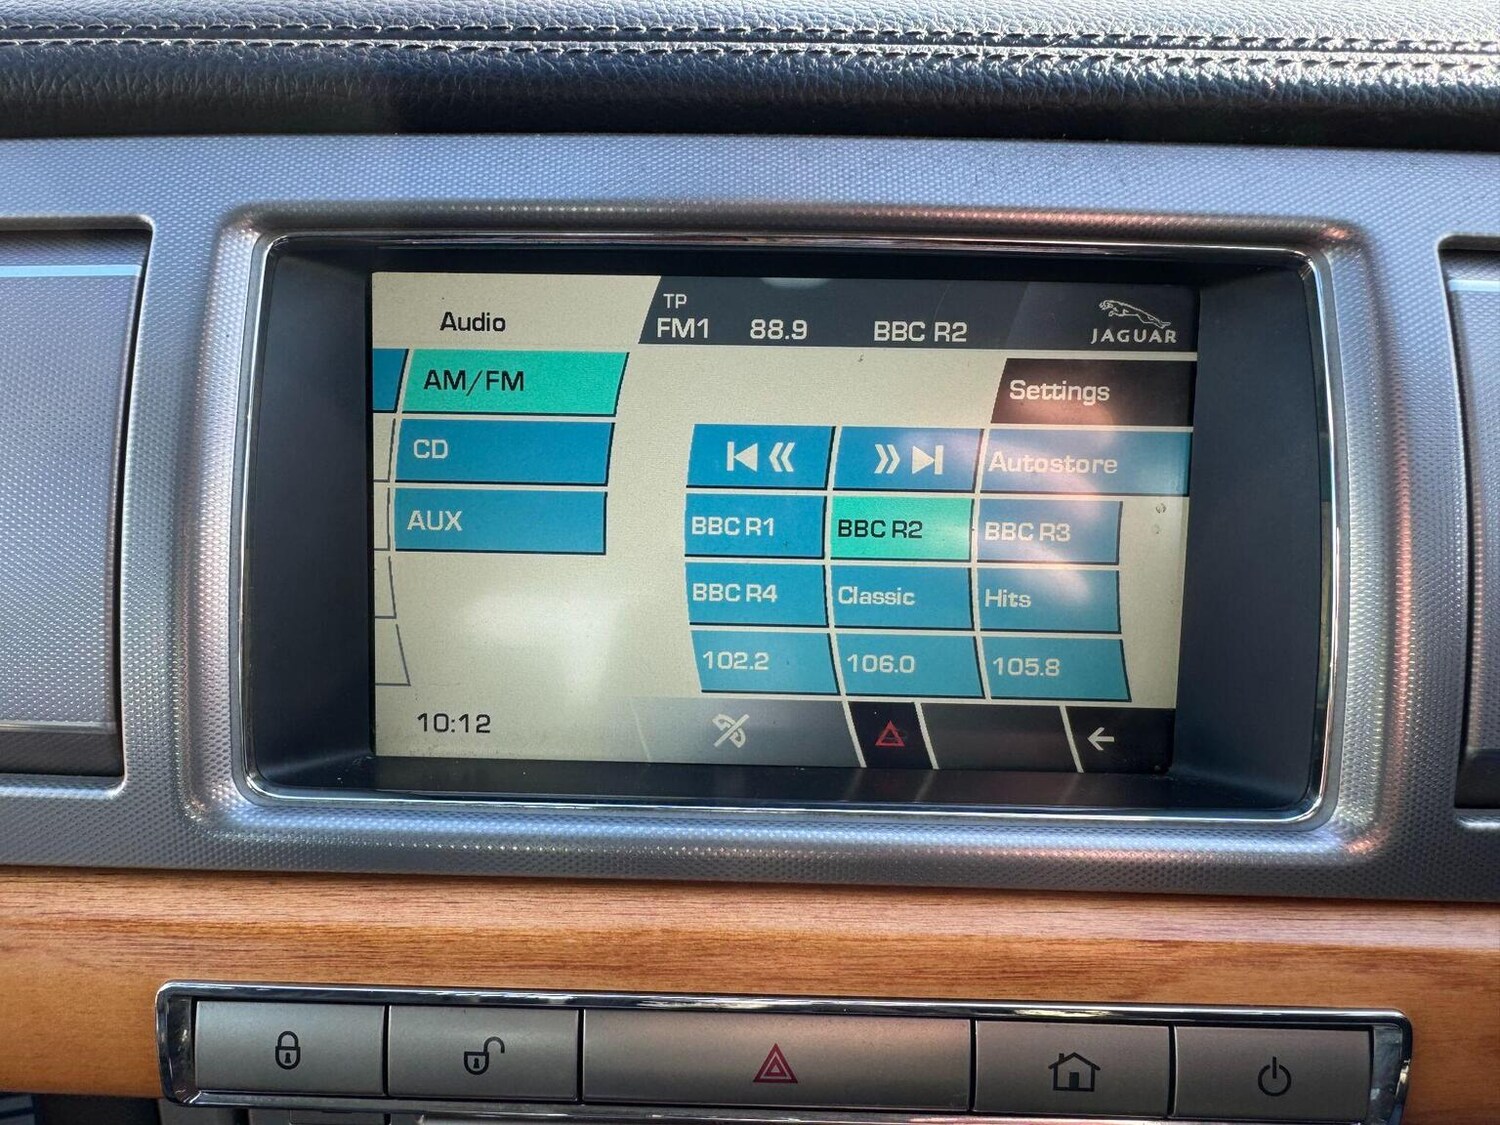 Audio
TP
FM1 88.9 BBC R2
JAGUAR
AM/FM
Settings
CD
Autostore
AUX
BBC R1 BBC R2 BBC R3
BBC R4 Classic Hits
102.2 106.0 105.8
10:12